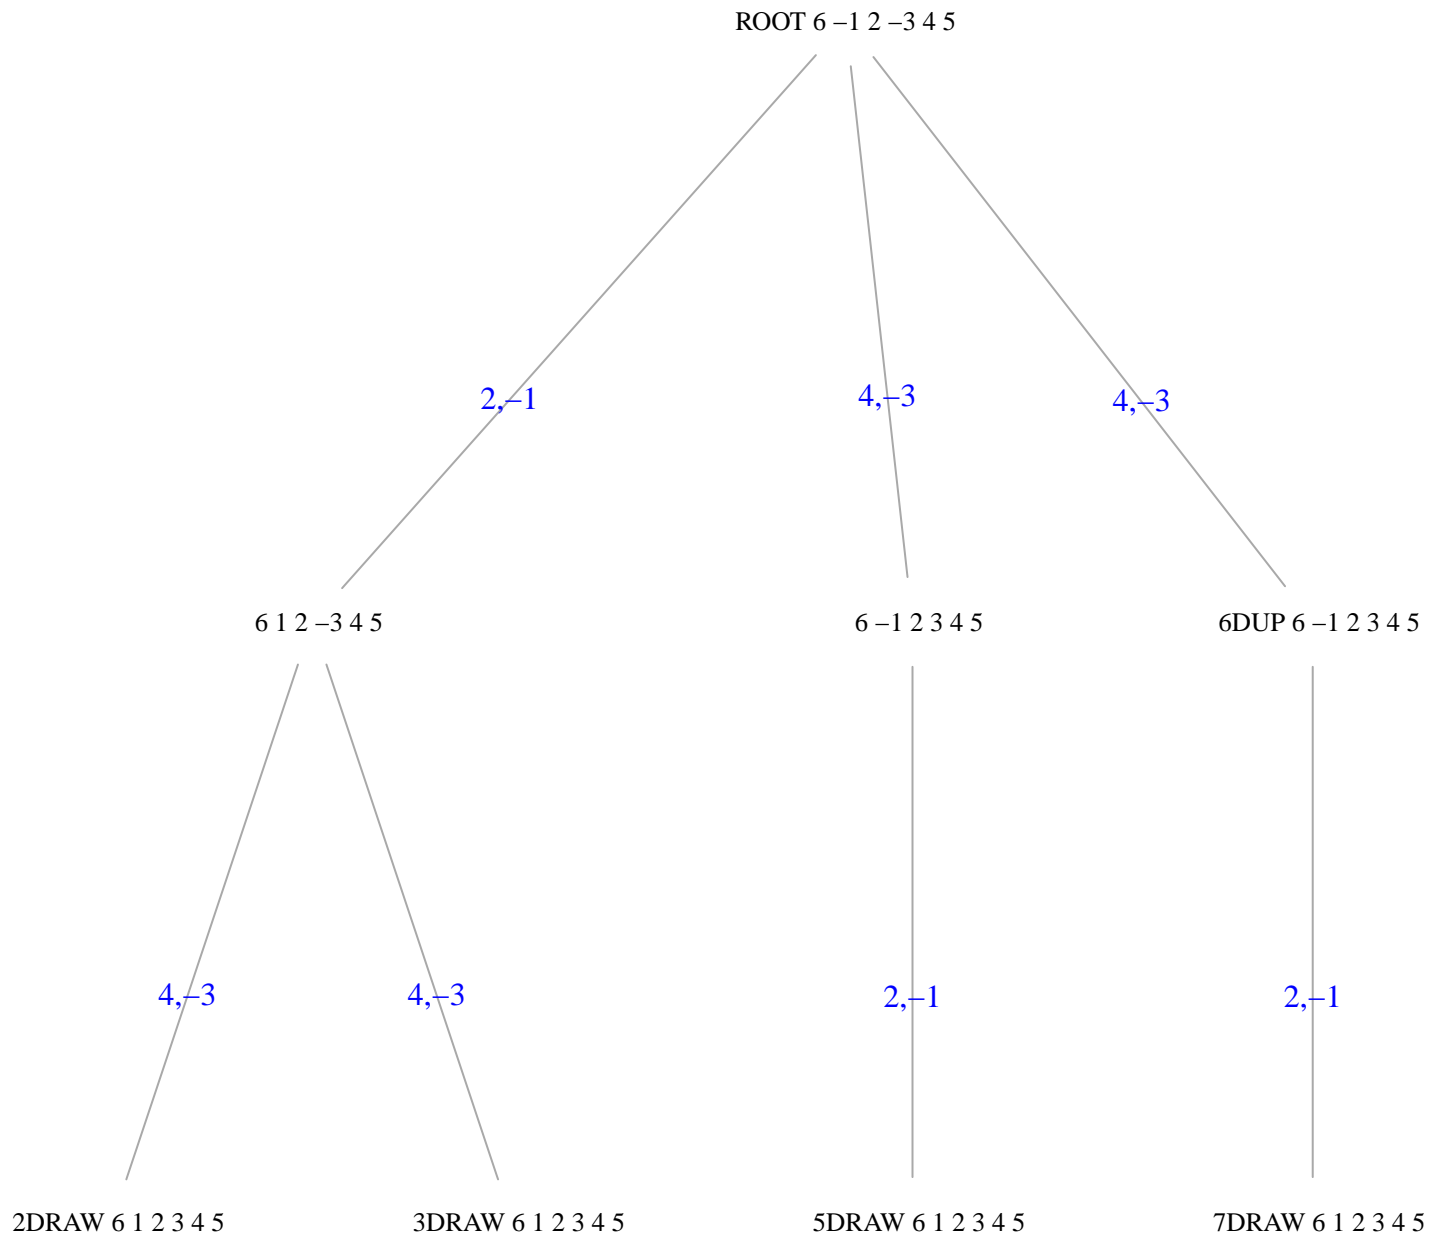 ROOT 6 –1 2 –3 4 5
2,–1
4,–3
4,–3
6 1 2 –3 4 5
6 –1 2 3 4 5
6DUP 6 –1 2 3 4 5
4,–3
4,–3
2,–1
2,–1
2DRAW 6 1 2 3 4 5
3DRAW 6 1 2 3 4 5
5DRAW 6 1 2 3 4 5
7DRAW 6 1 2 3 4 5